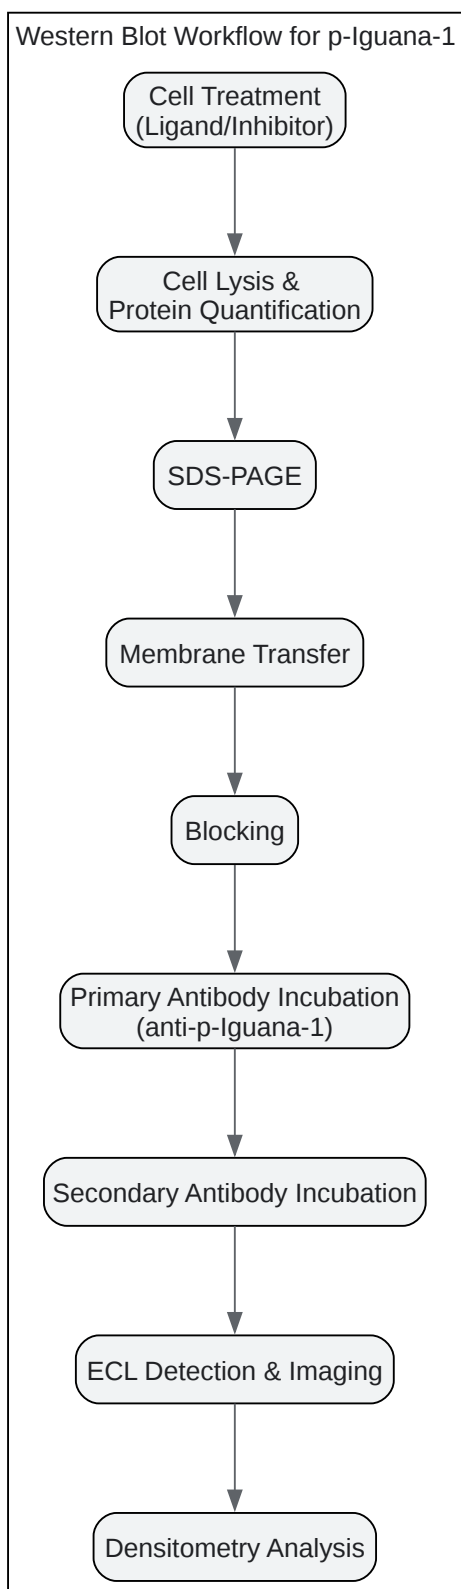 Western Blot Workflow for p-Iguana-1
Cell Treatment
(Ligand/Inhibitor)
Cell Lysis &
Protein Quantification
SDS-PAGE
Membrane Transfer
Blocking
Primary Antibody Incubation
(anti-p-Iguana-1)
Secondary Antibody Incubation
ECL Detection & Imaging
Densitometry Analysis